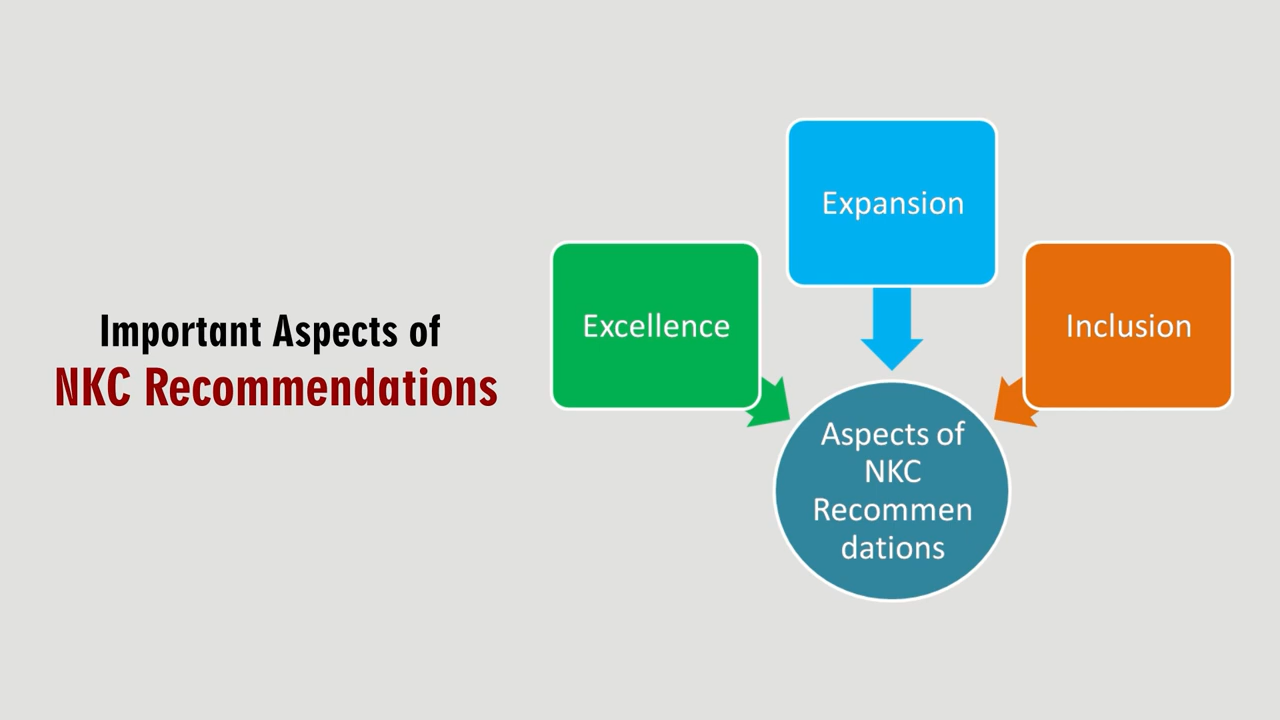 Important Aspects of
NKC Recommendations
Excellence
Expansion
Inclusion
Aspects of
NKC
Recommen
dations